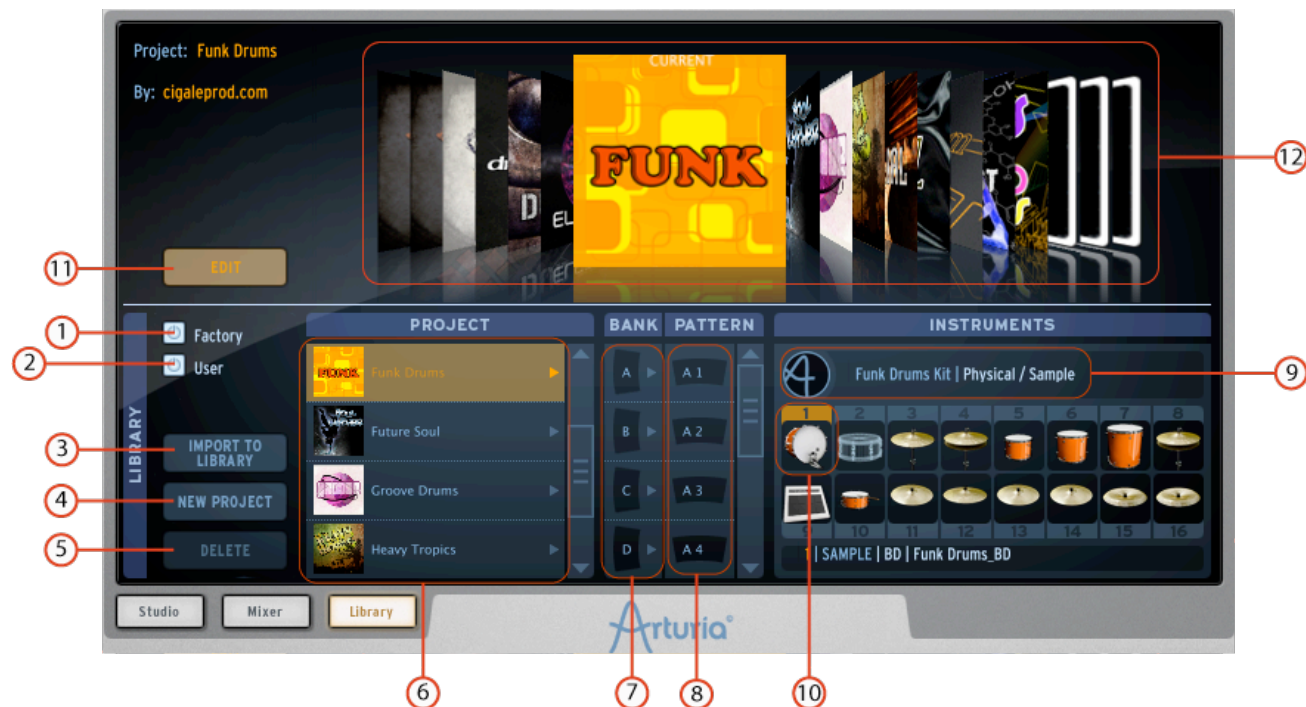 Project: Funk Drums
By: cigaleprod.com
CURRENT
FUNK
12
11
EDIT
1
Factory
2
User
LIBRARY
3
IMPORT TO
LIBRARY
4
NEW PROJECT
5
DELETE
PROJECT
Funk Drums
Future Soul
Groove Drums
Heavy Tropics
BANK
A
B
C
D
PATTERN
A 1
A 2
A 3
A 4
INSTRUMENTS
Funk Drums Kit | Physical / Sample
9
1 2 3 4 5 6 7 8
9 10 11 12 13 14 15 16
1 | SAMPLE | BD | Funk Drums_BD
Studio
Mixer
Library
Arturia®
6
7
8
10